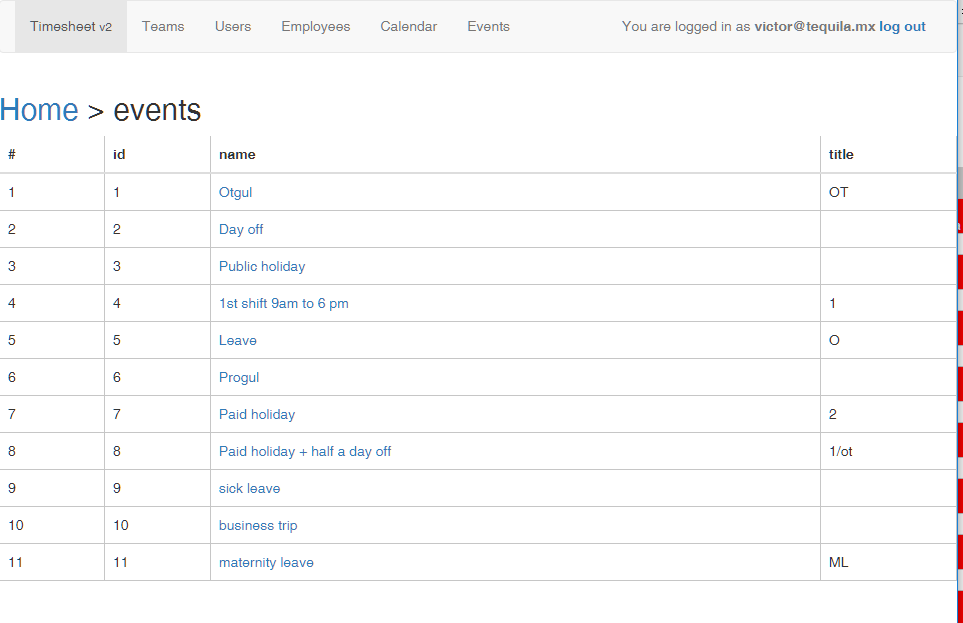 Timesheet v2 Teams Users Employees Calendar Events You are logged in as victor@tequila.mx log out
Home > events
# id name title
1 1 Otgul OT
2 2 Day off
3 3 Public holiday
4 4 1st shift 9am to 6 pm 1
5 5 Leave O
6 6 Progul
7 7 Paid holiday 2
8 8 Paid holiday + half a day off 1/ot
9 9 sick leave
10 10 business trip
11 11 maternity leave ML